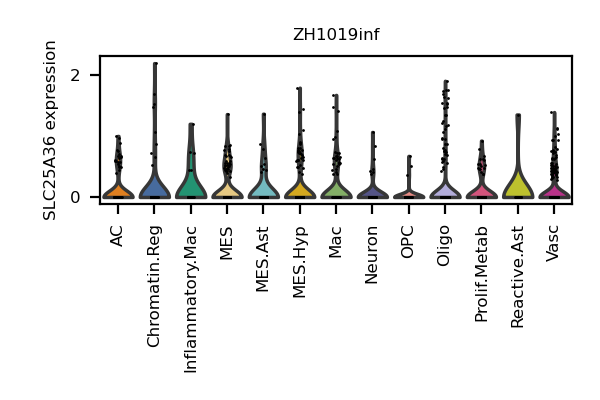 ZH1019inf
SLC25A36 expression
2
0
AC
Chromatin.Reg
Inflammatory.Mac
MES
MES.Ast
MES.Hyp
Mac
Neuron
OPC
Oligo
Prolif.Metab
Reactive.Ast
Vasc